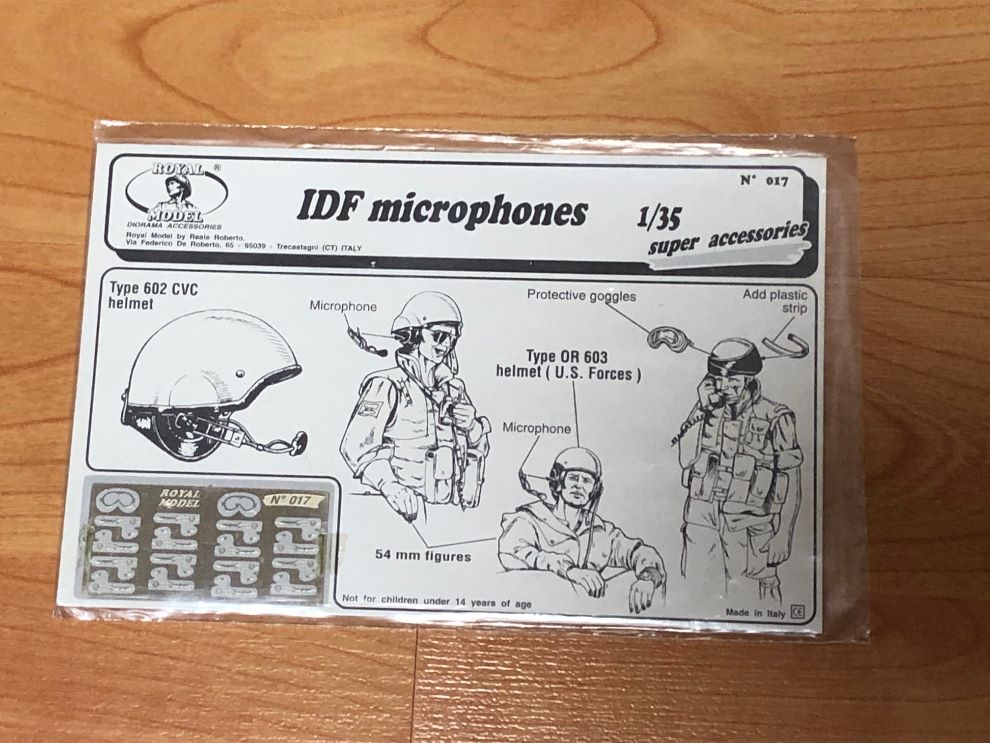 ROYAL ®
MODEL
DIORAMA ACCESSORIES
Royal Model by Reale Roberto,
Via Federico De Roberto, 65 - 95039 - Trecastagni (CT) ITALY
IDF microphones
1/35
super accessories
N° 017
Type 602 CVC
helmet
Microphone
Protective goggles
Add plastic
strip
Type OR 603
helmet ( U.S. Forces )
Microphone
54 mm figures
ROYAL
MODEL
N° 017
Not for children under 14 years of age
Made in Italy CE